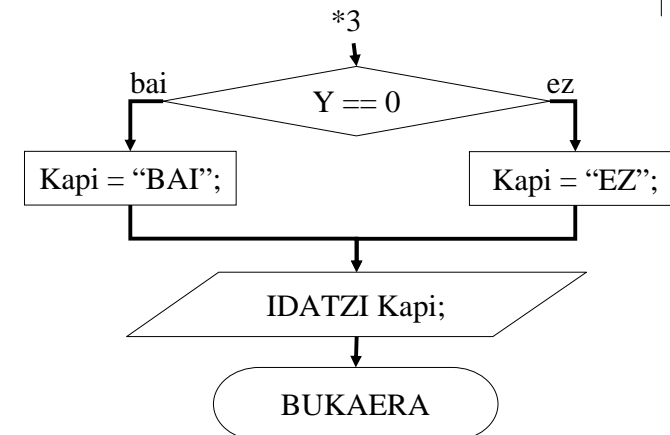 *3
bai
ez
Y == 0
Kapi = “BAI”;
Kapi = “EZ”;
IDATZI Kapi;
BUKAERA